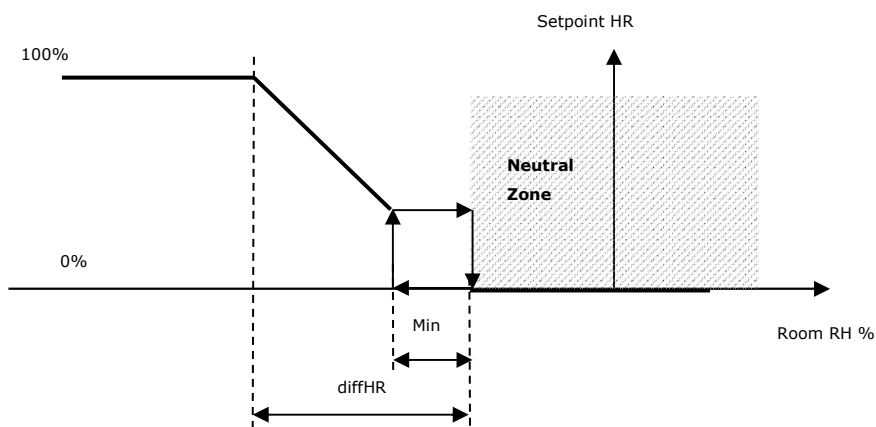 Setpoint HR
100%
Neutral
Zone
0%
Min
Room RH %
diffHR